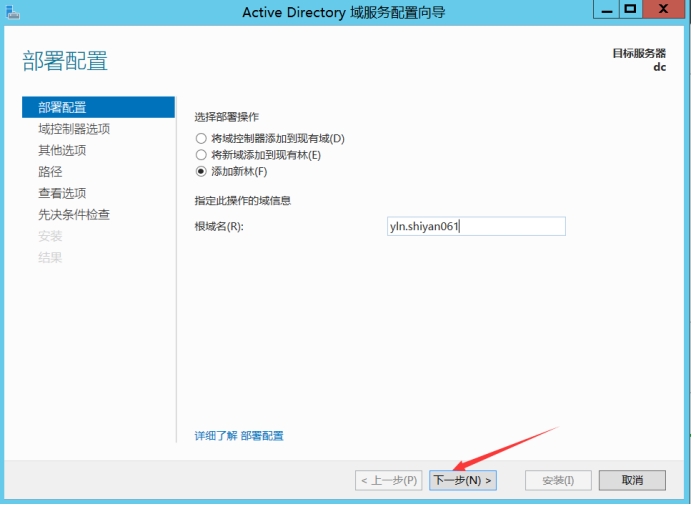 Active Directory 域服务配置向导
部署配置
目标服务器
dc
部署配置
域控制器选项
其他选项
路径
查看选项
先决条件检查
安装
结果
选择部署操作
将域控制器添加到现有域(D)
将新域添加到现有林(E)
添加新林(F)
指定此操作的域信息
根域名(R):
yln.shiyan061
详细了解 部署配置
< 上一步(P)
下一步(N) >
安装(I)
取消